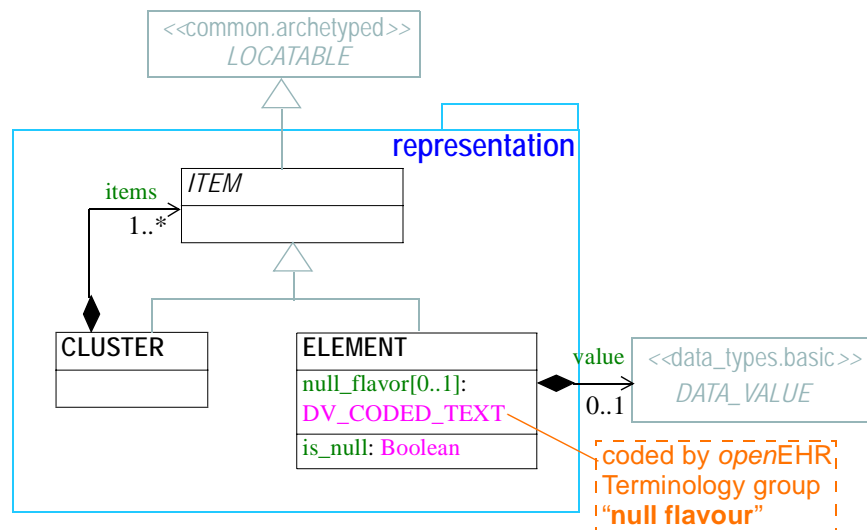 <<common.archetyped>>
LOCATABLE
representation
ITEM
items
1..*
CLUSTER
ELEMENT
null_flavor[0..1]:
DV_CODED_TEXT
is_null: Boolean
value
0..1
<<data_types.basic>>
DATA_VALUE
coded by openEHR
Terminology group
“null flavour”